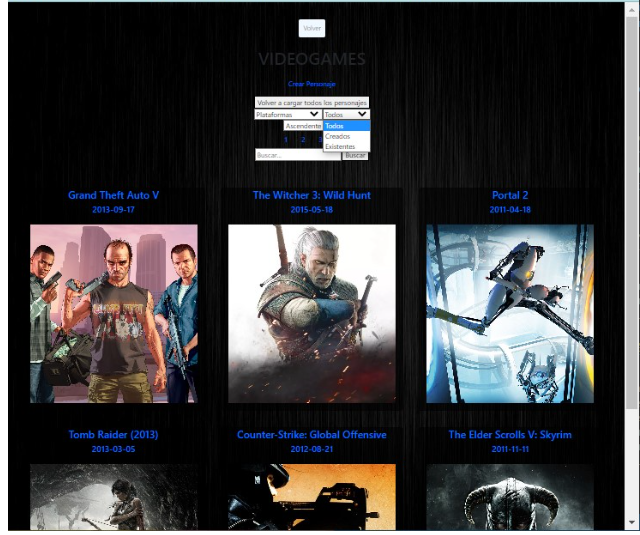 Volver
VIDEOGAMES
Crear Personaje
Volver a cargar todos los personajes
Plataformas Todos
Ascendente Todos
Creados
1 2 3
Existentes
Buscar... Buscar
Grand Theft Auto V The Witcher 3: Wild Hunt Portal 2
2013-09-17 2015-05-18 2011-04-18
Tomb Raider (2013) Counter-Strike: Global Offensive The Elder Scrolls V: Skyrim
2013-03-05 2012-08-21 2011-11-11